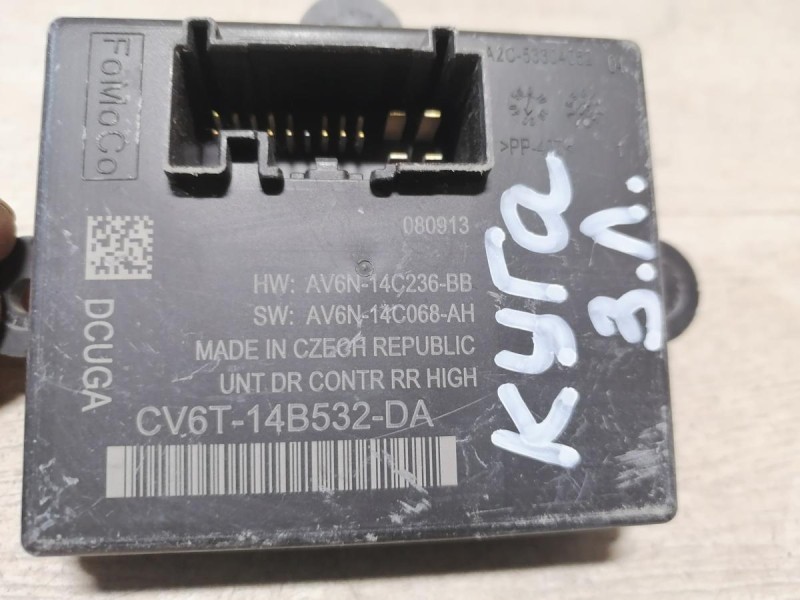 FoMoCo
080913
HW: AV6N-14C236-BB
SW: AV6N-14C068-AH
MADE IN CZECH REPUBLIC
UNT DR CONTR RR HIGH
CV6T-14B532-DA
DCUGA
Куга
З.Л.